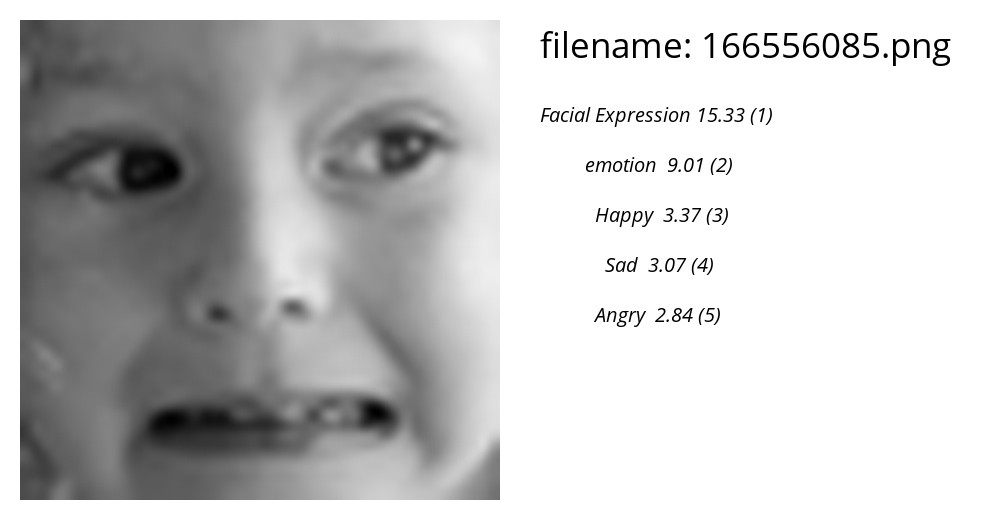 filename: 166556085.png
Facial Expression 15.33 (1)
emotion 9.01 (2)
Happy 3.37 (3)
Sad 3.07 (4)
Angry 2.84 (5)